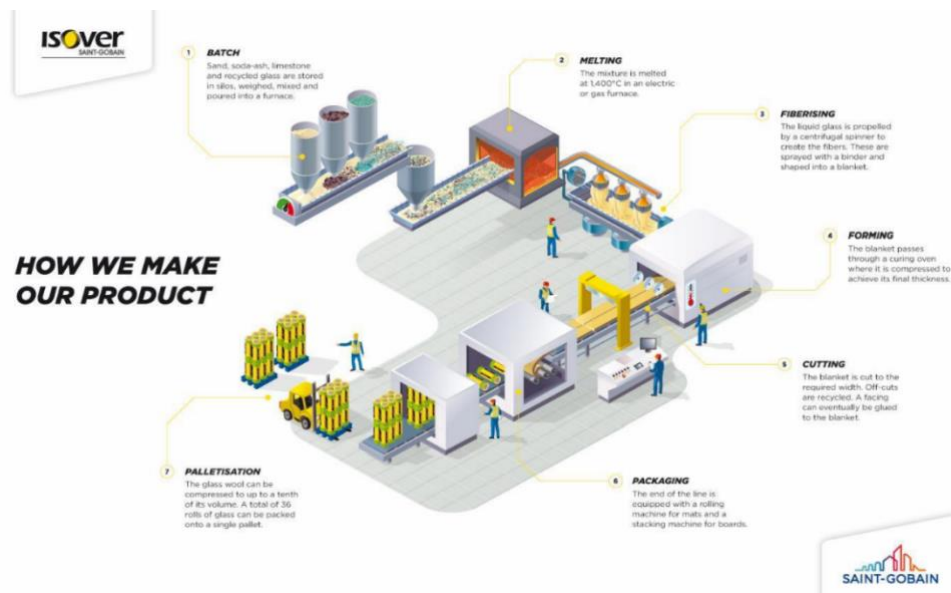 isover
SAINT-GOBAIN
HOW WE MAKE
OUR PRODUCT
1
BATCH
Sand, soda-ash, limestone
and recycled glass are stored
in silos, weighed, mixed and
poured into a furnace.
2
MELTING
The mixture is melted
at 1,400°C in an electric
or gas furnace.
3
FIBERISING
The liquid glass is propelled
by a centrifugal spinner to
create the fibers. These are
sprayed with a binder and
shaped into a blanket.
4
FORMING
The blanket passes
through a curing oven
where it is compressed to
achieve its final thickness.
5
CUTTING
The blanket is cut to the
required width. Off-cuts
are recycled. A facing
can eventually be glued
to the blanket.
6
PACKAGING
The end of the line is
equipped with a rolling
machine for mats and a
stacking machine for boards.
7
PALLETISATION
The glass wool can be
compressed to up to a tenth
of its volume. A total of 36
rolls of glass can be packed
onto a single pallet.
SAINT-GOBAIN